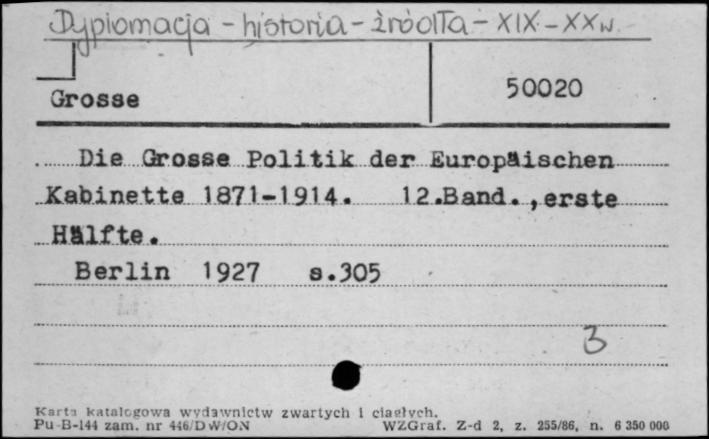 Dyplomacja - historia - źródła - XIX - XX w.
Grosse
50020
Die Grosse Politik der Europäischen
Kabinette 1871-1914. 12.Band.,erste
Hälfte.
Berlin 1927 s.305
3
Karta katalogowa wydawnictw zwartych i ciągłych.
Pu-B-144 zam. nr 446/DW/ON WZGraf. Z-d 2, z. 255/86, n. 6 350 000